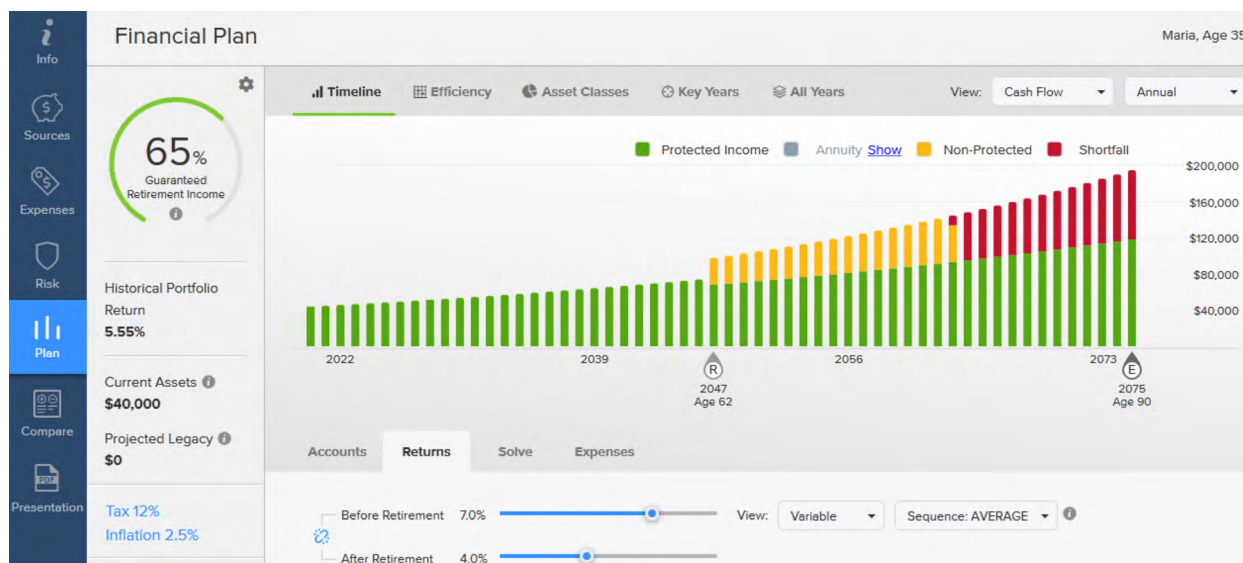 Info
Sources
Expenses
Risk
Plan
Compare
PDF
Presentation
Financial Plan
Maria, Age 35
65%
Guaranteed
Retirement Income
Historical Portfolio
Return
5.55%
Current Assets
$40,000
Projected Legacy
$0
Tax 12%
Inflation 2.5%
Timeline
Efficiency
Asset Classes
Key Years
All Years
View:
Cash Flow
Annual
Protected Income
Annuity Show
Non-Protected
Shortfall
$200,000
$160,000
$120,000
$80,000
$40,000
2022
2039
2056
2073
R
2047
Age 62
E
2075
Age 90
Accounts
Returns
Solve
Expenses
Before Retirement 7.0%
View:
Variable
Sequence: AVERAGE
After Retirement 4.0%